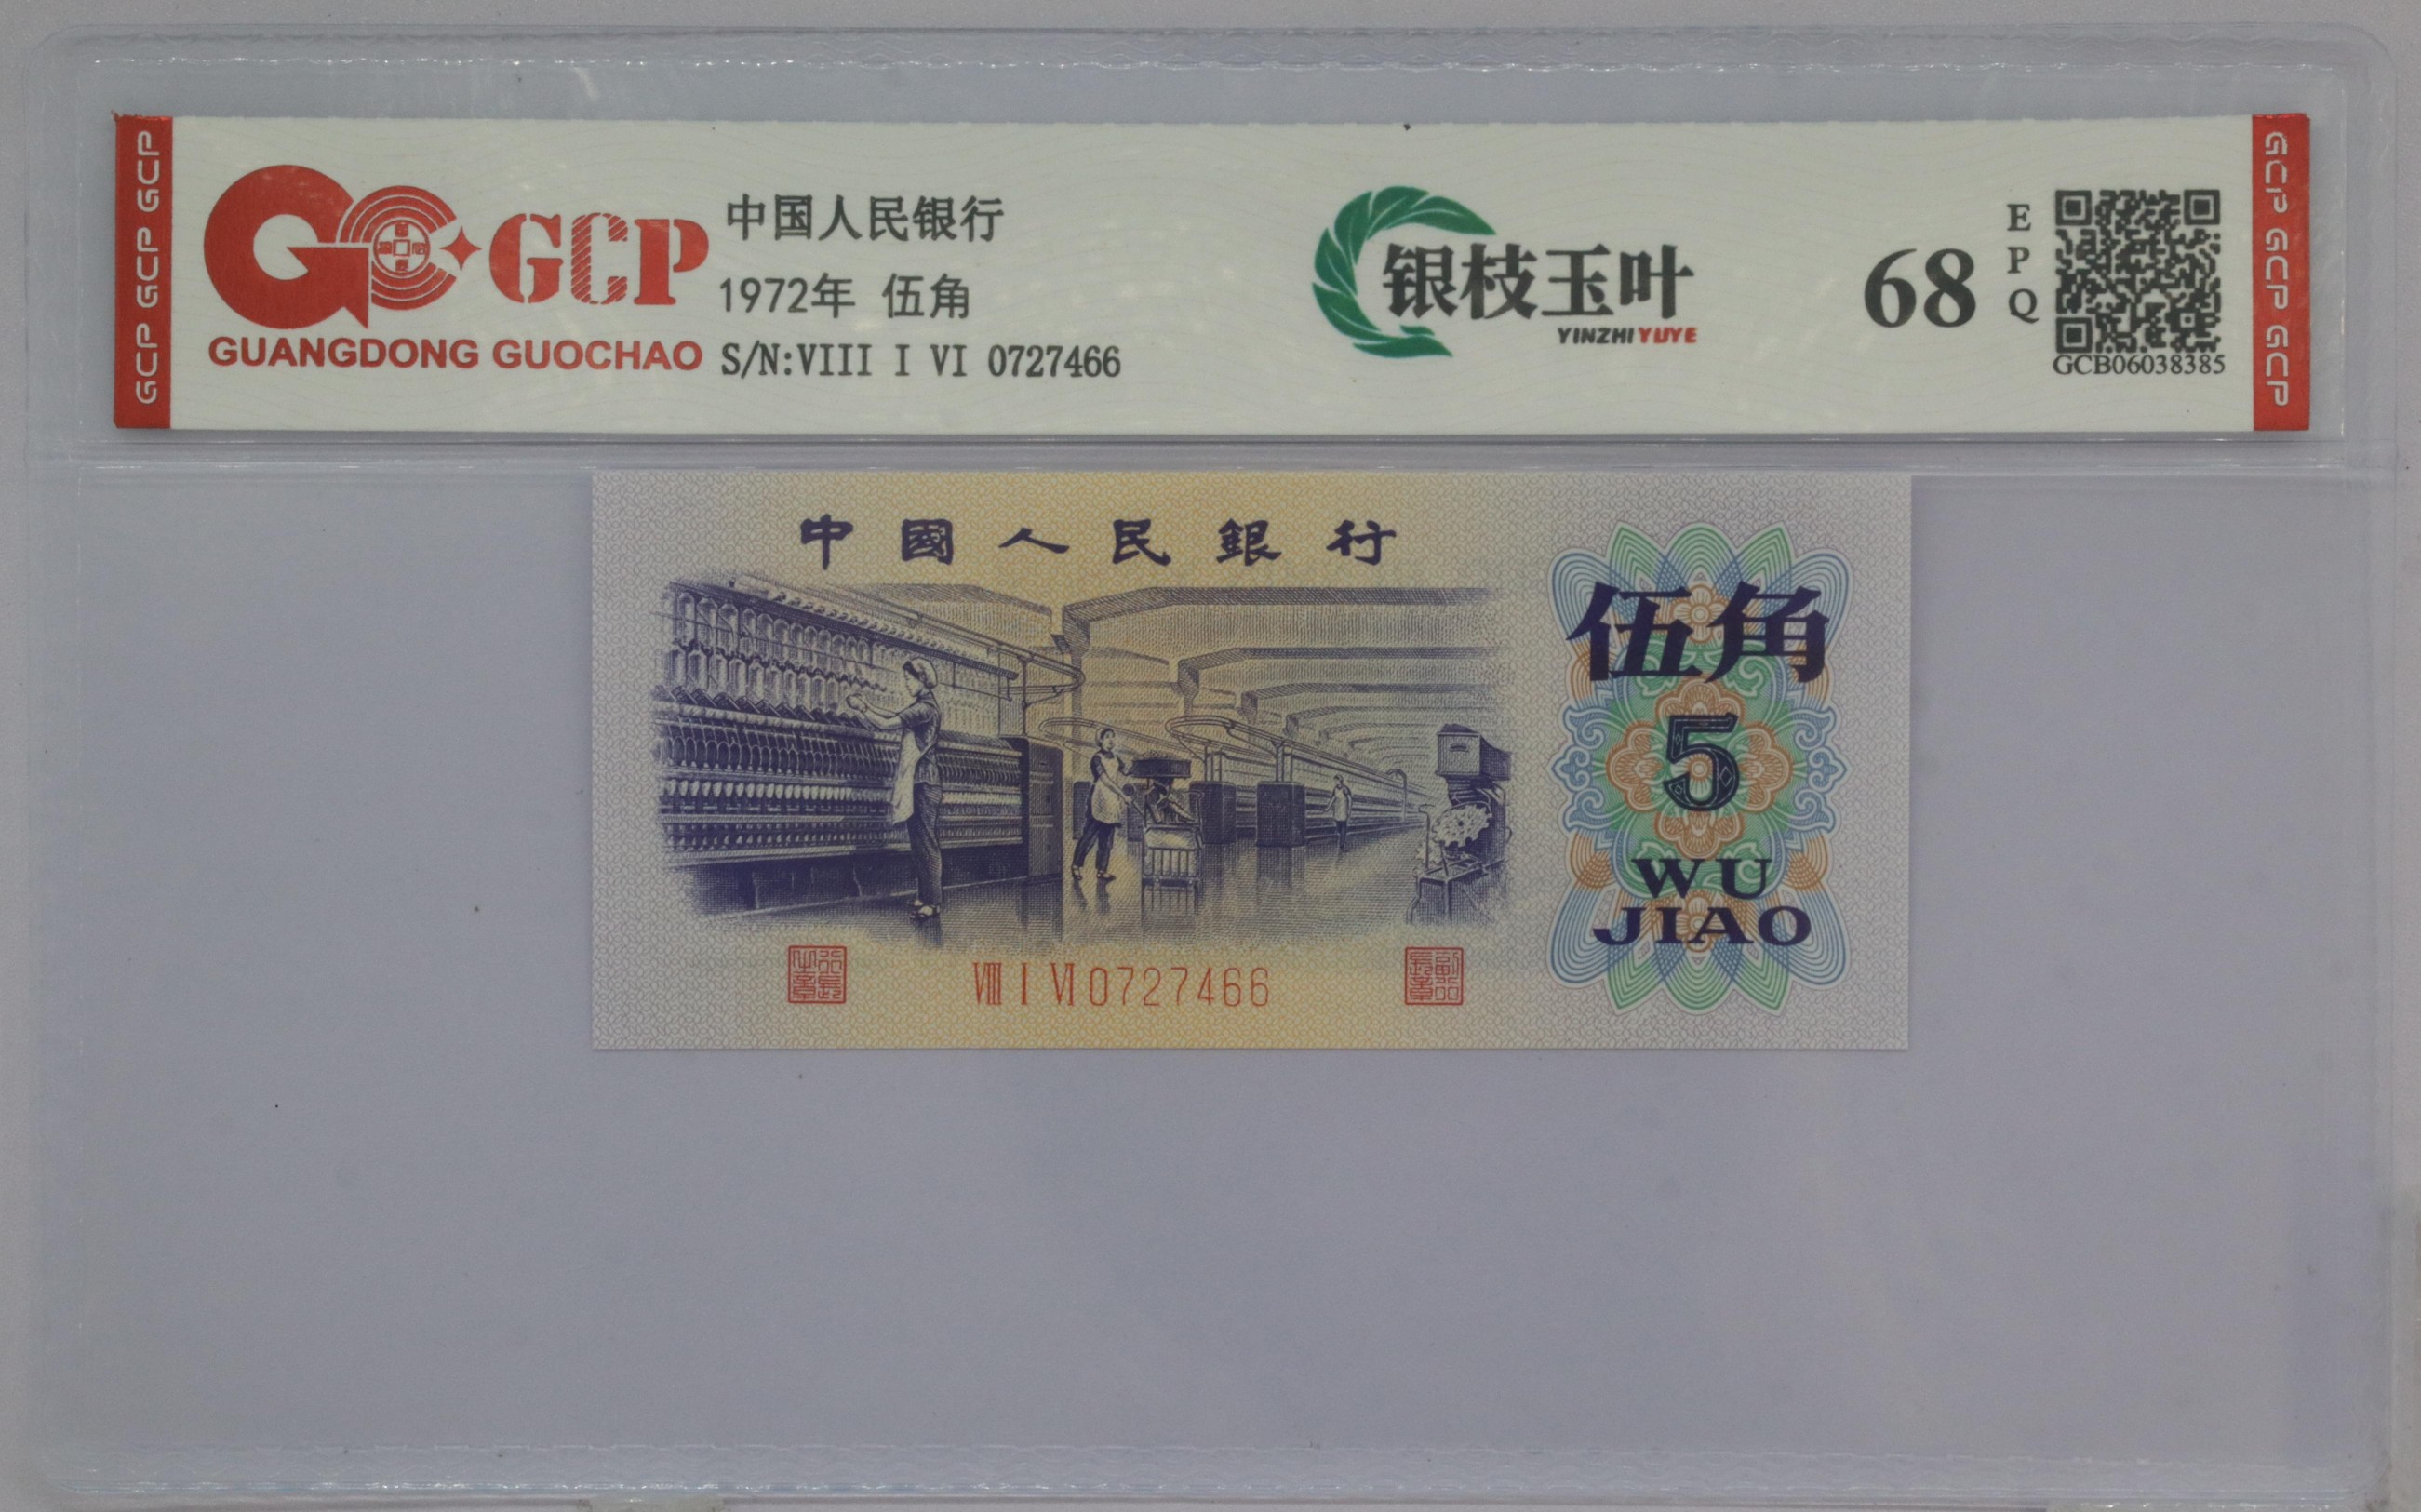 GCP GCP GCP
GCP
GUANGDONG GUOCHAO
中国人民银行
1972年 伍角
S/N:VIII I VI 0727466
银枝玉叶
YINZHIYUYE
68
EPQ
GCB06038385
GCP GCP GCP
中國人民銀行
伍角
5
WU
JIAO
VIII I VI 0727466